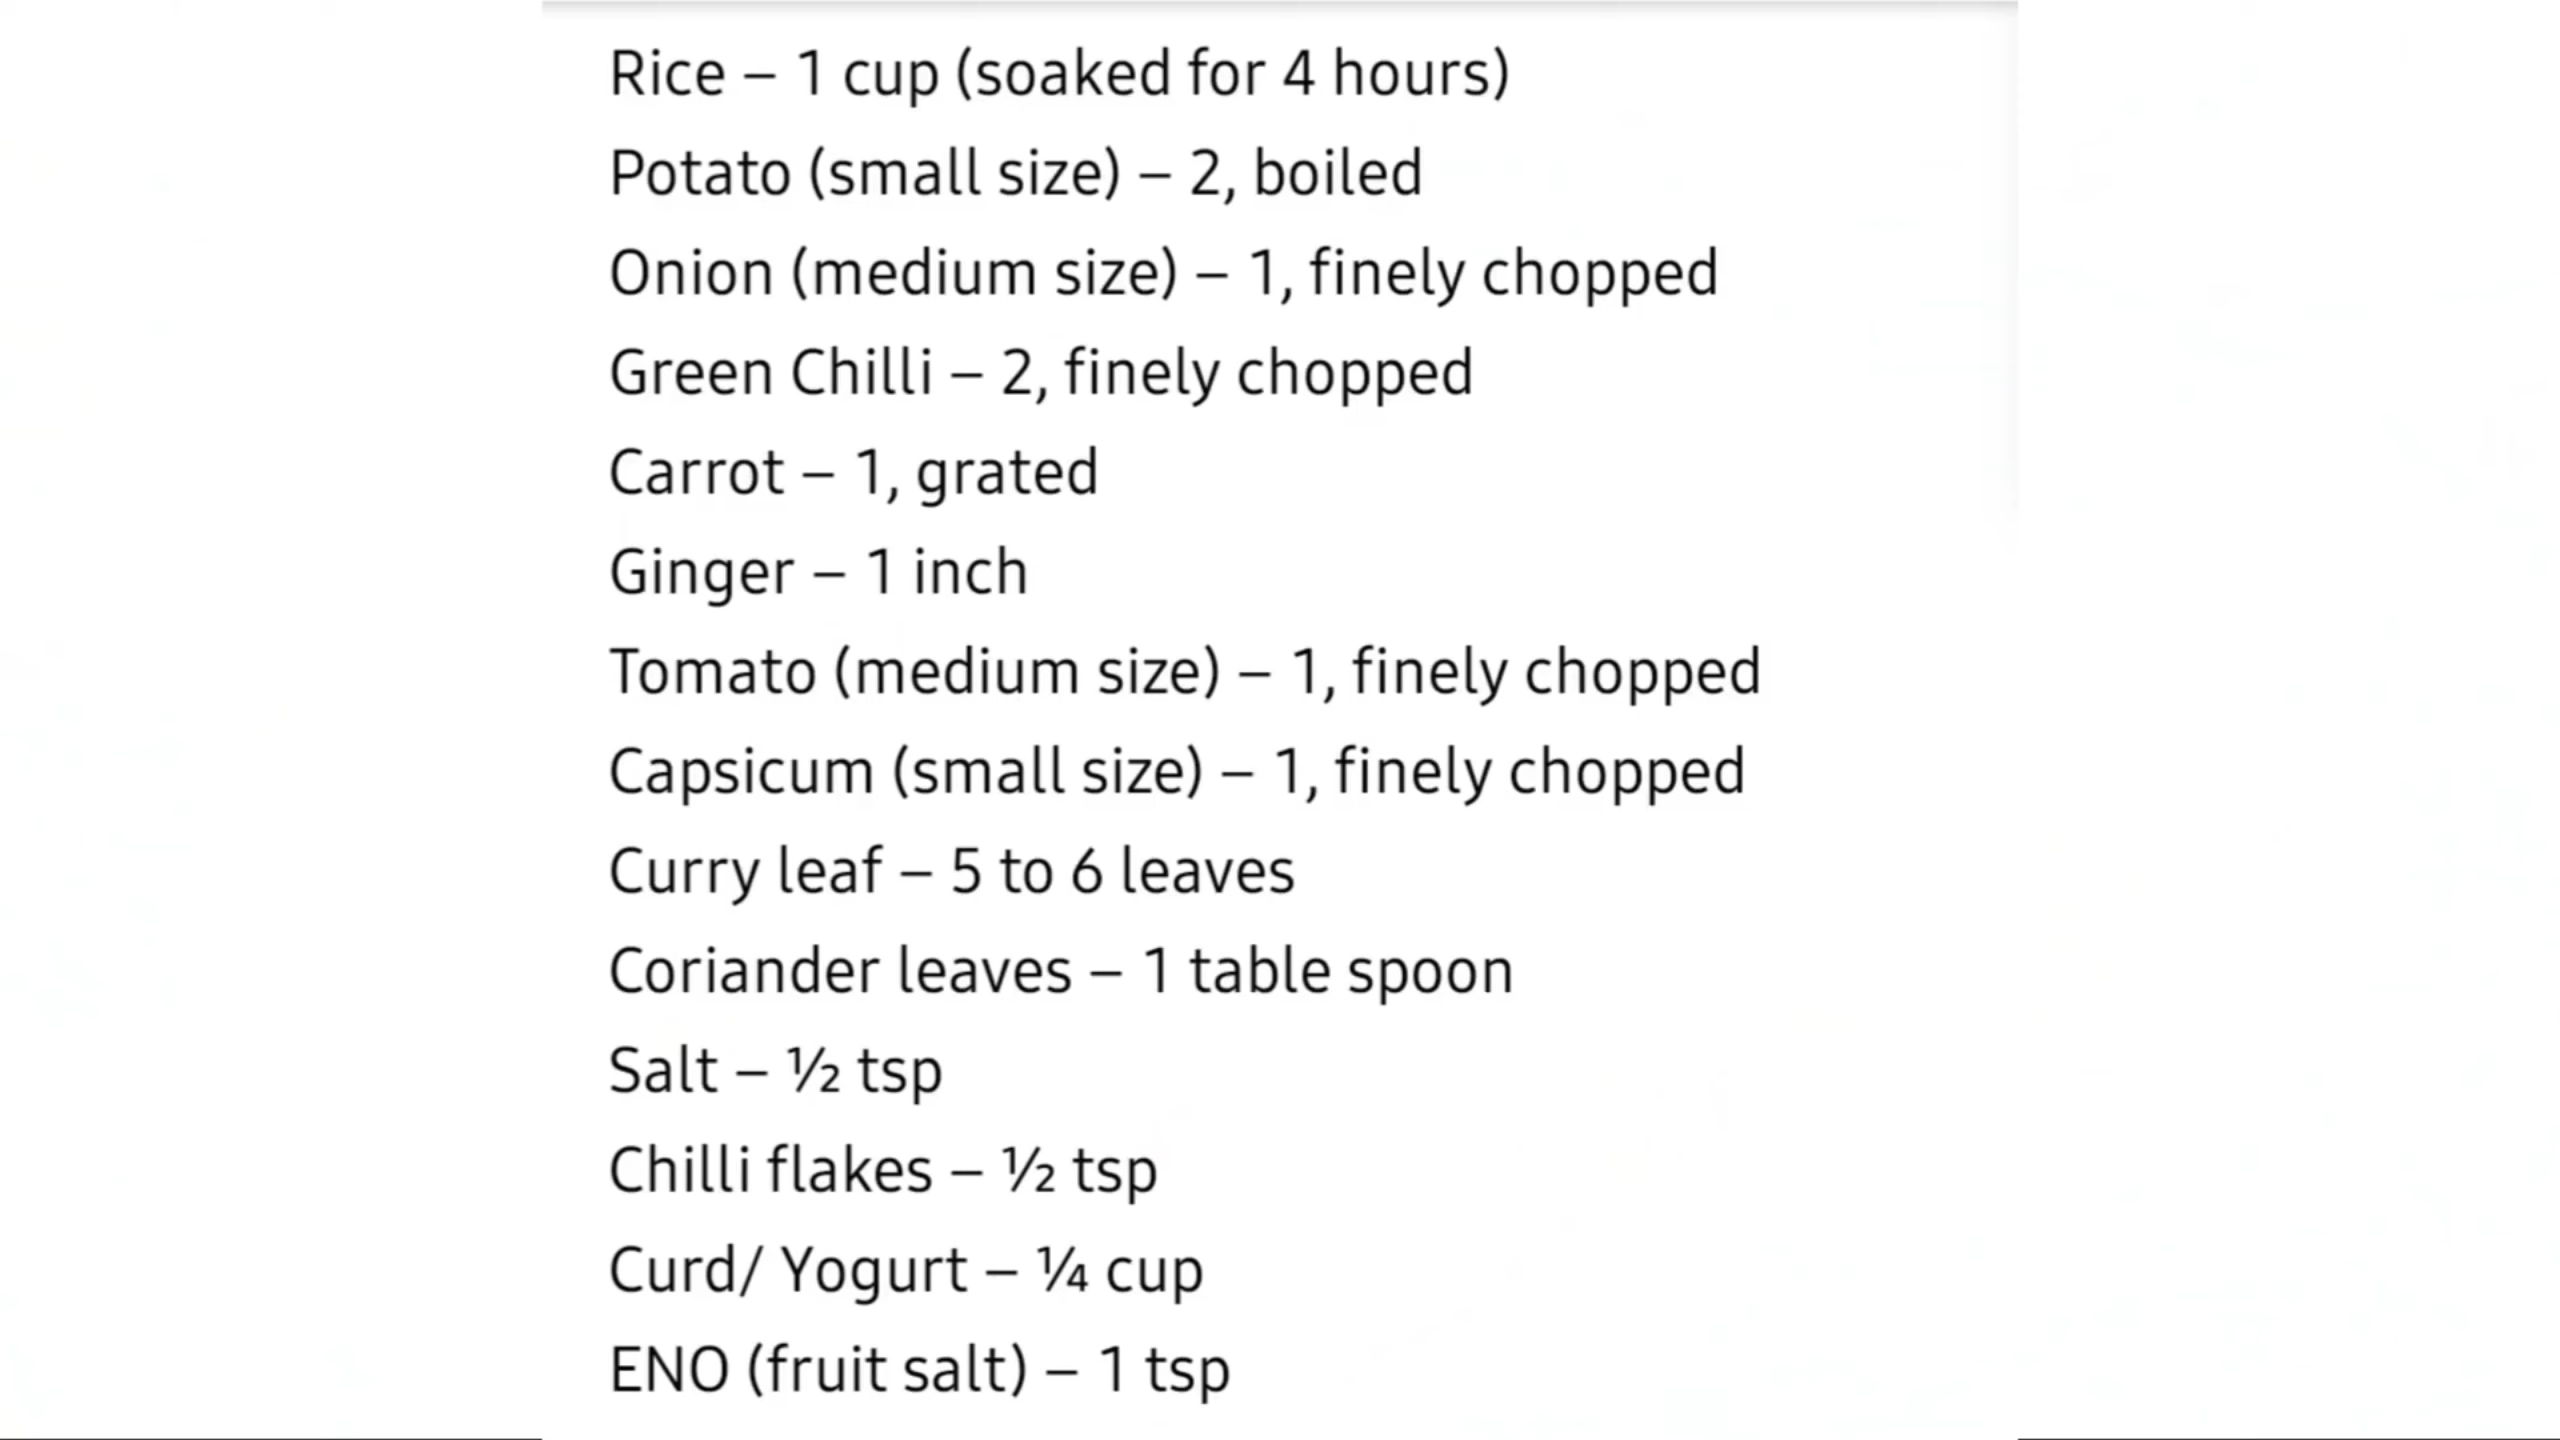 Rice – 1 cup (soaked for 4 hours)
Potato (small size) – 2, boiled
Onion (medium size) – 1, finely chopped
Green Chilli – 2, finely chopped
Carrot – 1, grated
Ginger – 1 inch
Tomato (medium size) – 1, finely chopped
Capsicum (small size) – 1, finely chopped
Curry leaf – 5 to 6 leaves
Coriander leaves – 1 table spoon
Salt – ½ tsp
Chilli flakes – ½ tsp
Curd/ Yogurt – ¼ cup
ENO (fruit salt) – 1 tsp